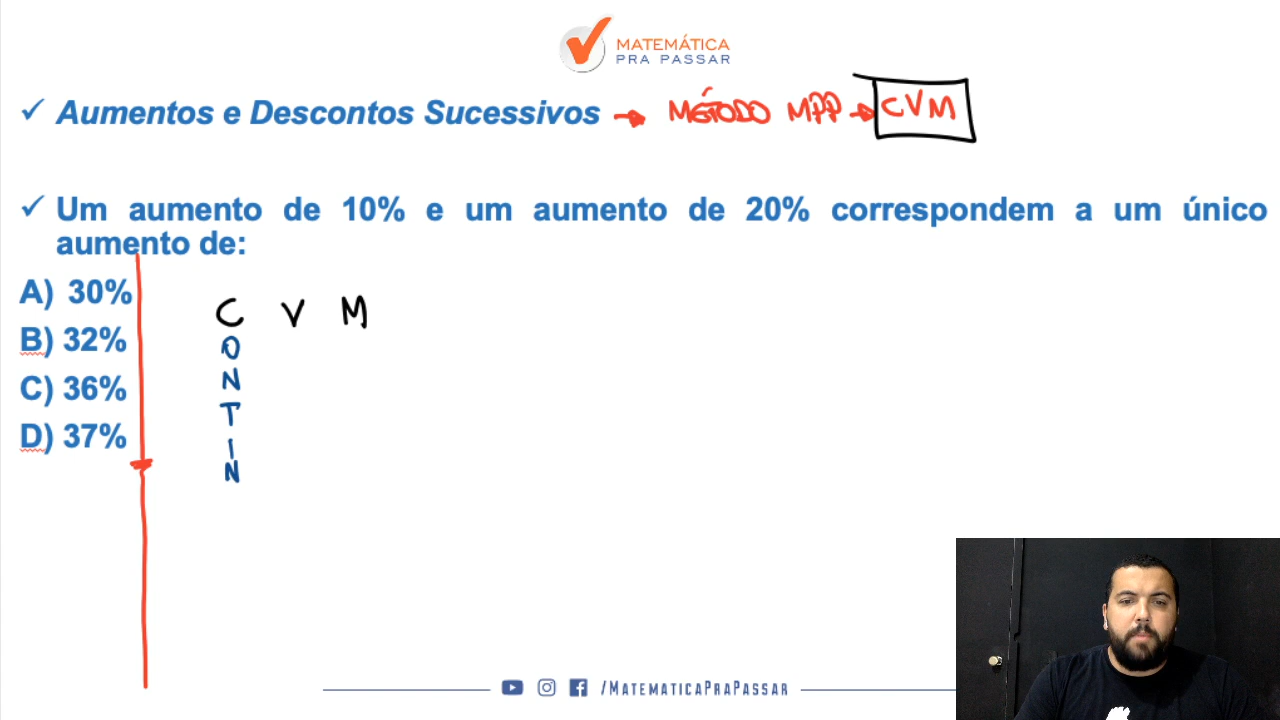 MATEMÁTICA
PRA PASSAR
✓ Aumentos e Descontos Sucessivos → MÉTODO MPP → CVM
✓ Um aumento de 10% e um aumento de 20% correspondem a um único
aumento de:
A) 30%
B) 32%
C) 36%
D) 37%
C V M
O
N
T
I
N
/MATEMATICAPRAPASSAR